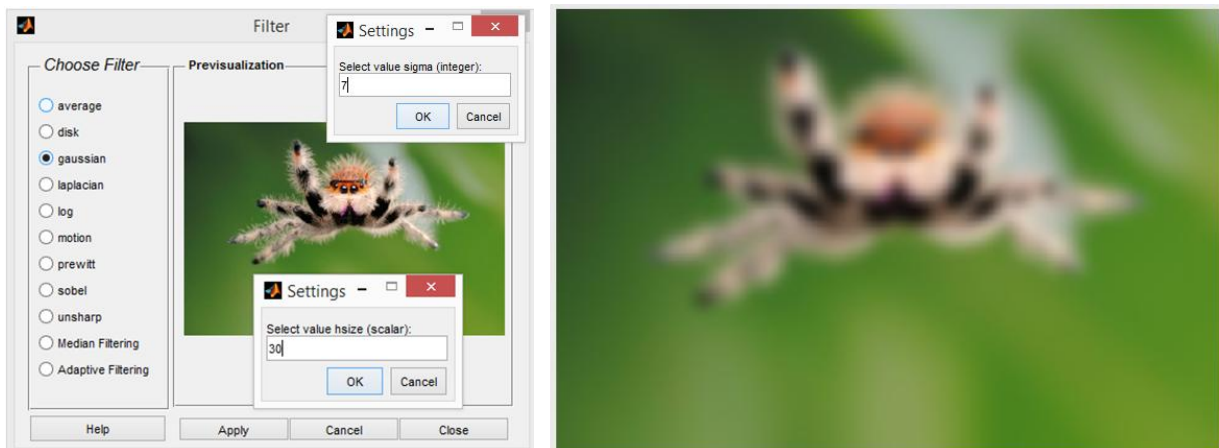 Filter
Settings
Select value sigma (integer):
7
OK Cancel
Choose Filter
average
disk
gaussian
laplacian
log
motion
prewitt
sobel
unsharp
Median Filtering
Adaptive Filtering
Previsualization
Settings
Select value hsize (scalar):
30
OK Cancel
Help Apply Cancel Close